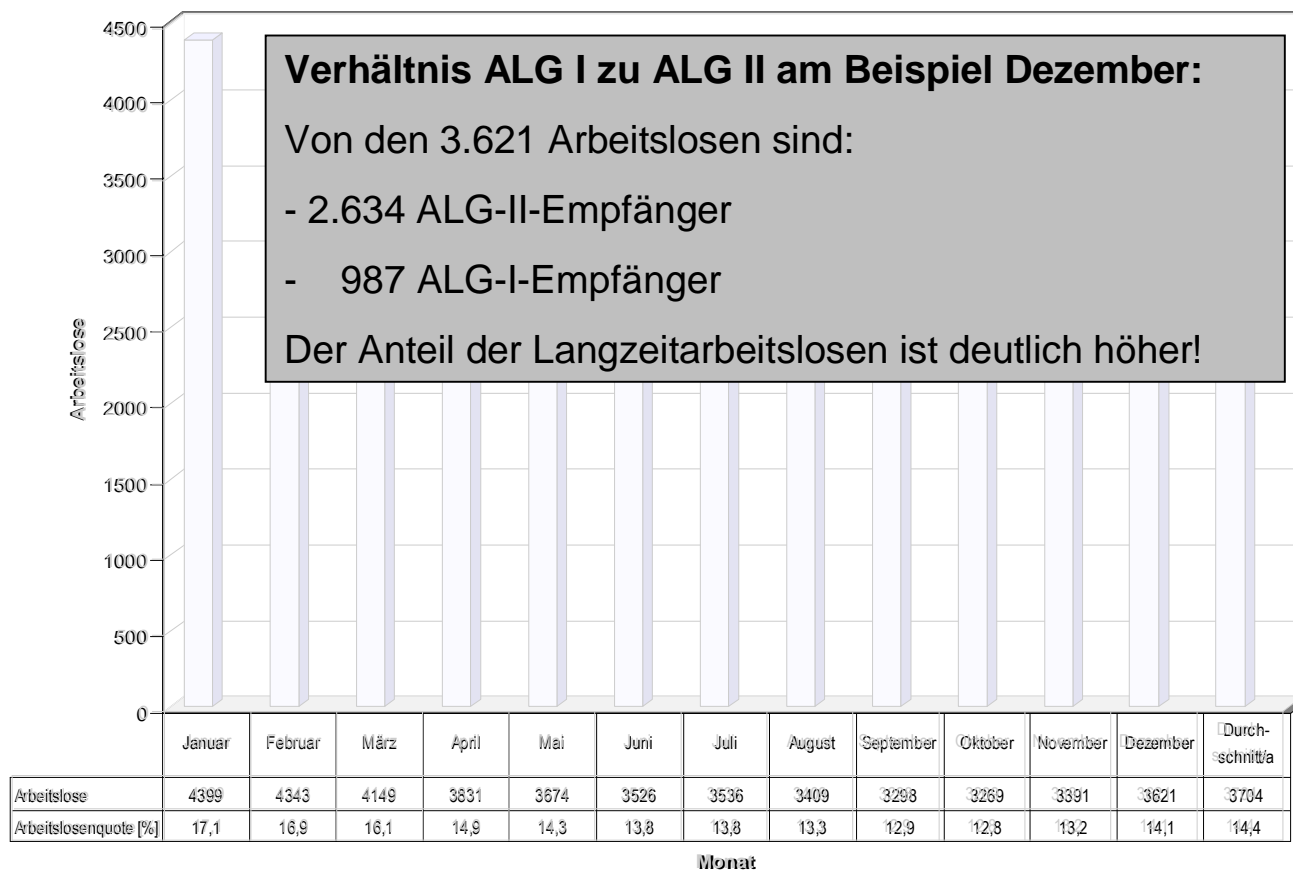 4500
4000
3500
3000
2500
2000
1500
1000
500
0
Arbeitslose
Verhältnis ALG I zu ALG II am Beispiel Dezember:
Von den 3.621 Arbeitslosen sind:
- 2.634 ALG-II-Empfänger
- 987 ALG-I-Empfänger
Der Anteil der Langzeitarbeitslosen ist deutlich höher!
Januar Februar März April Mai Juni Juli August September Oktober November Dezember Durch-
schnitt/a
Arbeitslose 4399 4343 4149 3831 3674 3526 3536 3409 3298 3269 3391 3621 3704
Arbeitslosenquote [%] 17,1 16,9 16,1 14,9 14,3 13,8 13,8 13,3 12,9 12,8 13,2 14,1 14,4
Monat